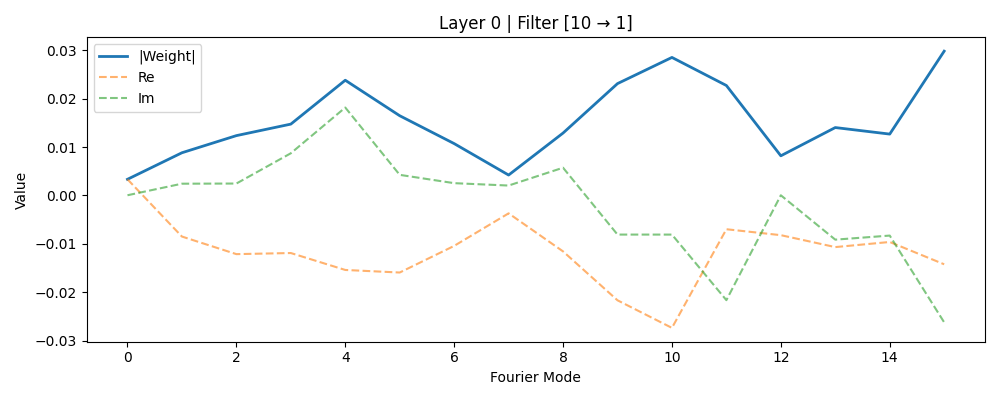 Layer 0 | Filter [10 → 1]
|Weight|
Re
Im
Value
0.03
0.02
0.01
0.00
−0.01
−0.02
−0.03
0 2 4 6 8 10 12 14
Fourier Mode